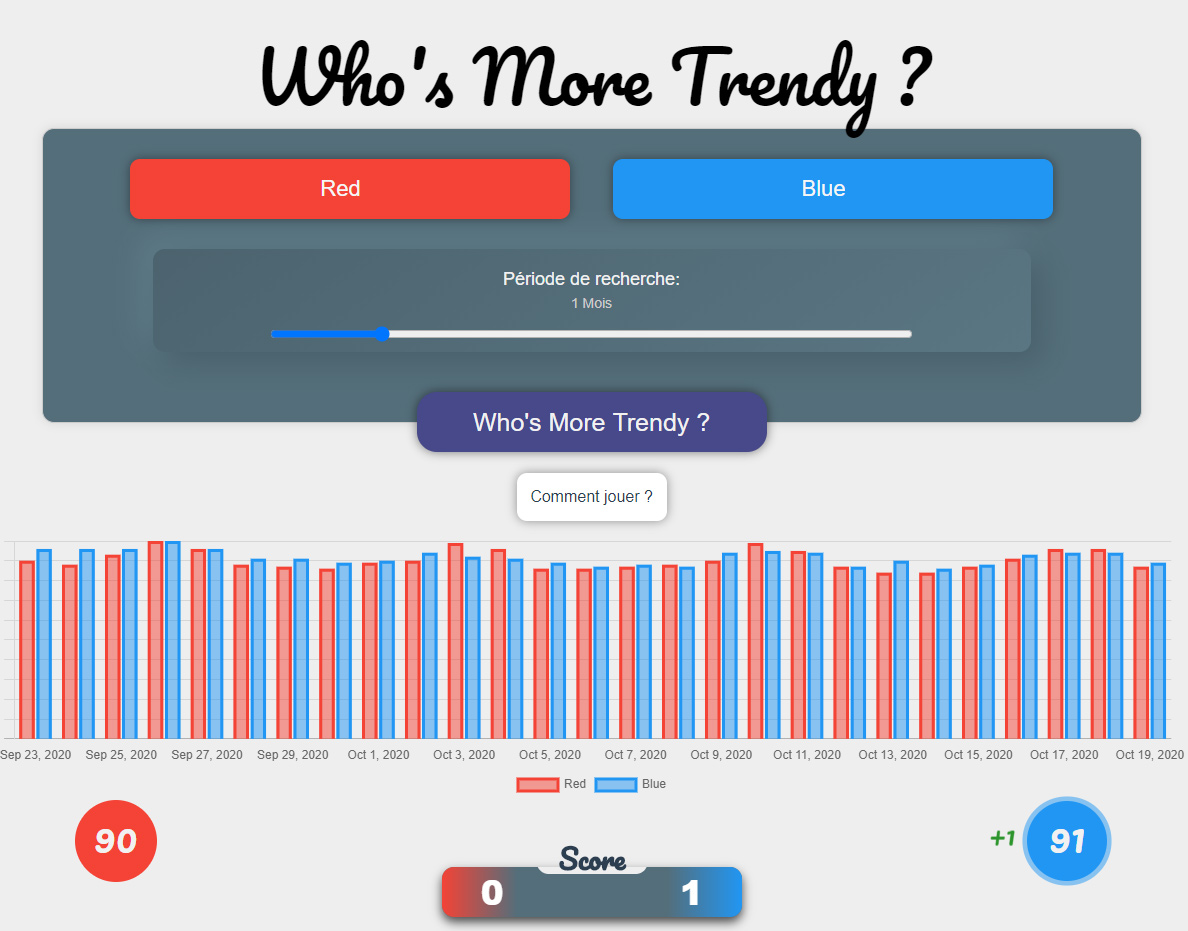 Who's More Trendy ?
Red Blue
Période de recherche:
1 Mois
Who's More Trendy ?
Comment jouer ?
Sep 23, 2020 Sep 25, 2020 Sep 27, 2020 Sep 29, 2020 Oct 1, 2020 Oct 3, 2020 Oct 5, 2020 Oct 7, 2020 Oct 9, 2020 Oct 11, 2020 Oct 13, 2020 Oct 15, 2020 Oct 17, 2020 Oct 19, 2020
Red Blue
90 +1 91
Score
0 1